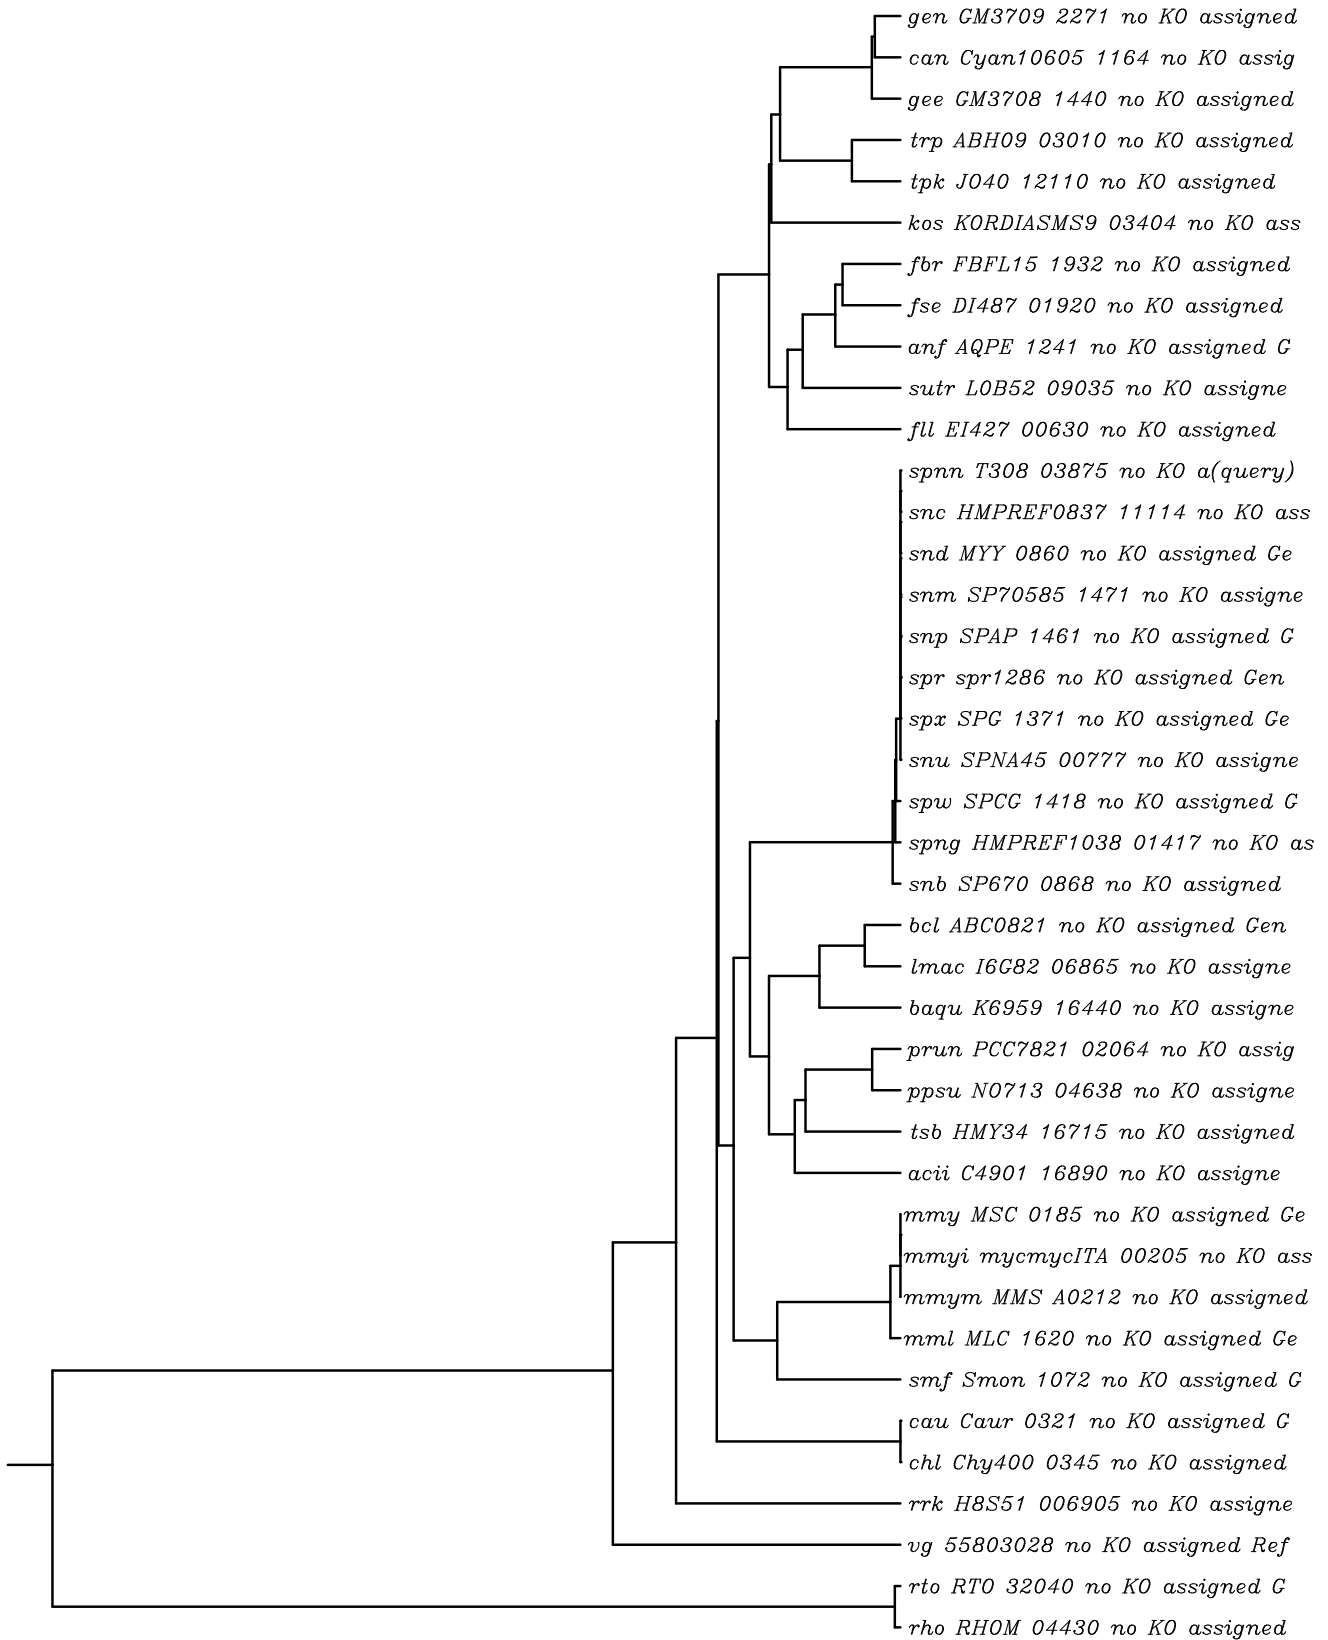 gen GM3709 2271 no KO assigned
can Cyan10605 1164 no KO assig
gee GM3708 1440 no KO assigned
trp ABH09 03010 no KO assigned
tpk JO40 12110 no KO assigned
kos KORDIASMS9 03404 no KO ass
fbr FBFL15 1932 no KO assigned
fse DI487 01920 no KO assigned
anf AQPE 1241 no KO assigned G
sutr L0B52 09035 no KO assigne
fll EI427 00630 no KO assigned
spnn T308 03875 no KO a(query)
snc HMPREF0837 11114 no KO ass
snd MYY 0860 no KO assigned Ge
snm SP70585 1471 no KO assigne
snp SPAP 1461 no KO assigned G
spr spr1286 no KO assigned Gen
spx SPG 1371 no KO assigned Ge
snu SPNA45 00777 no KO assigne
spw SPCG 1418 no KO assigned G
spng HMPREF1038 01417 no KO as
snb SP670 0868 no KO assigned
bcl ABC0821 no KO assigned Gen
lmac I6G82 06865 no KO assigne
baqu K6959 16440 no KO assigne
prun PCC7821 02064 no KO assig
ppsu NO713 04638 no KO assigne
tsb HMY34 16715 no KO assigned
acii C4901 16890 no KO assigne
mmy MSC 0185 no KO assigned Ge
mmyi mycmycITA 00205 no KO ass
mmym MMS A0212 no KO assigned
mml MLC 1620 no KO assigned Ge
smf Smon 1072 no KO assigned G
cau Caur 0321 no KO assigned G
chl Chy400 0345 no KO assigned
rrk H8S51 006905 no KO assigne
vg 55803028 no KO assigned Ref
rto RTO 32040 no KO assigned G
rho RHOM 04430 no KO assigned